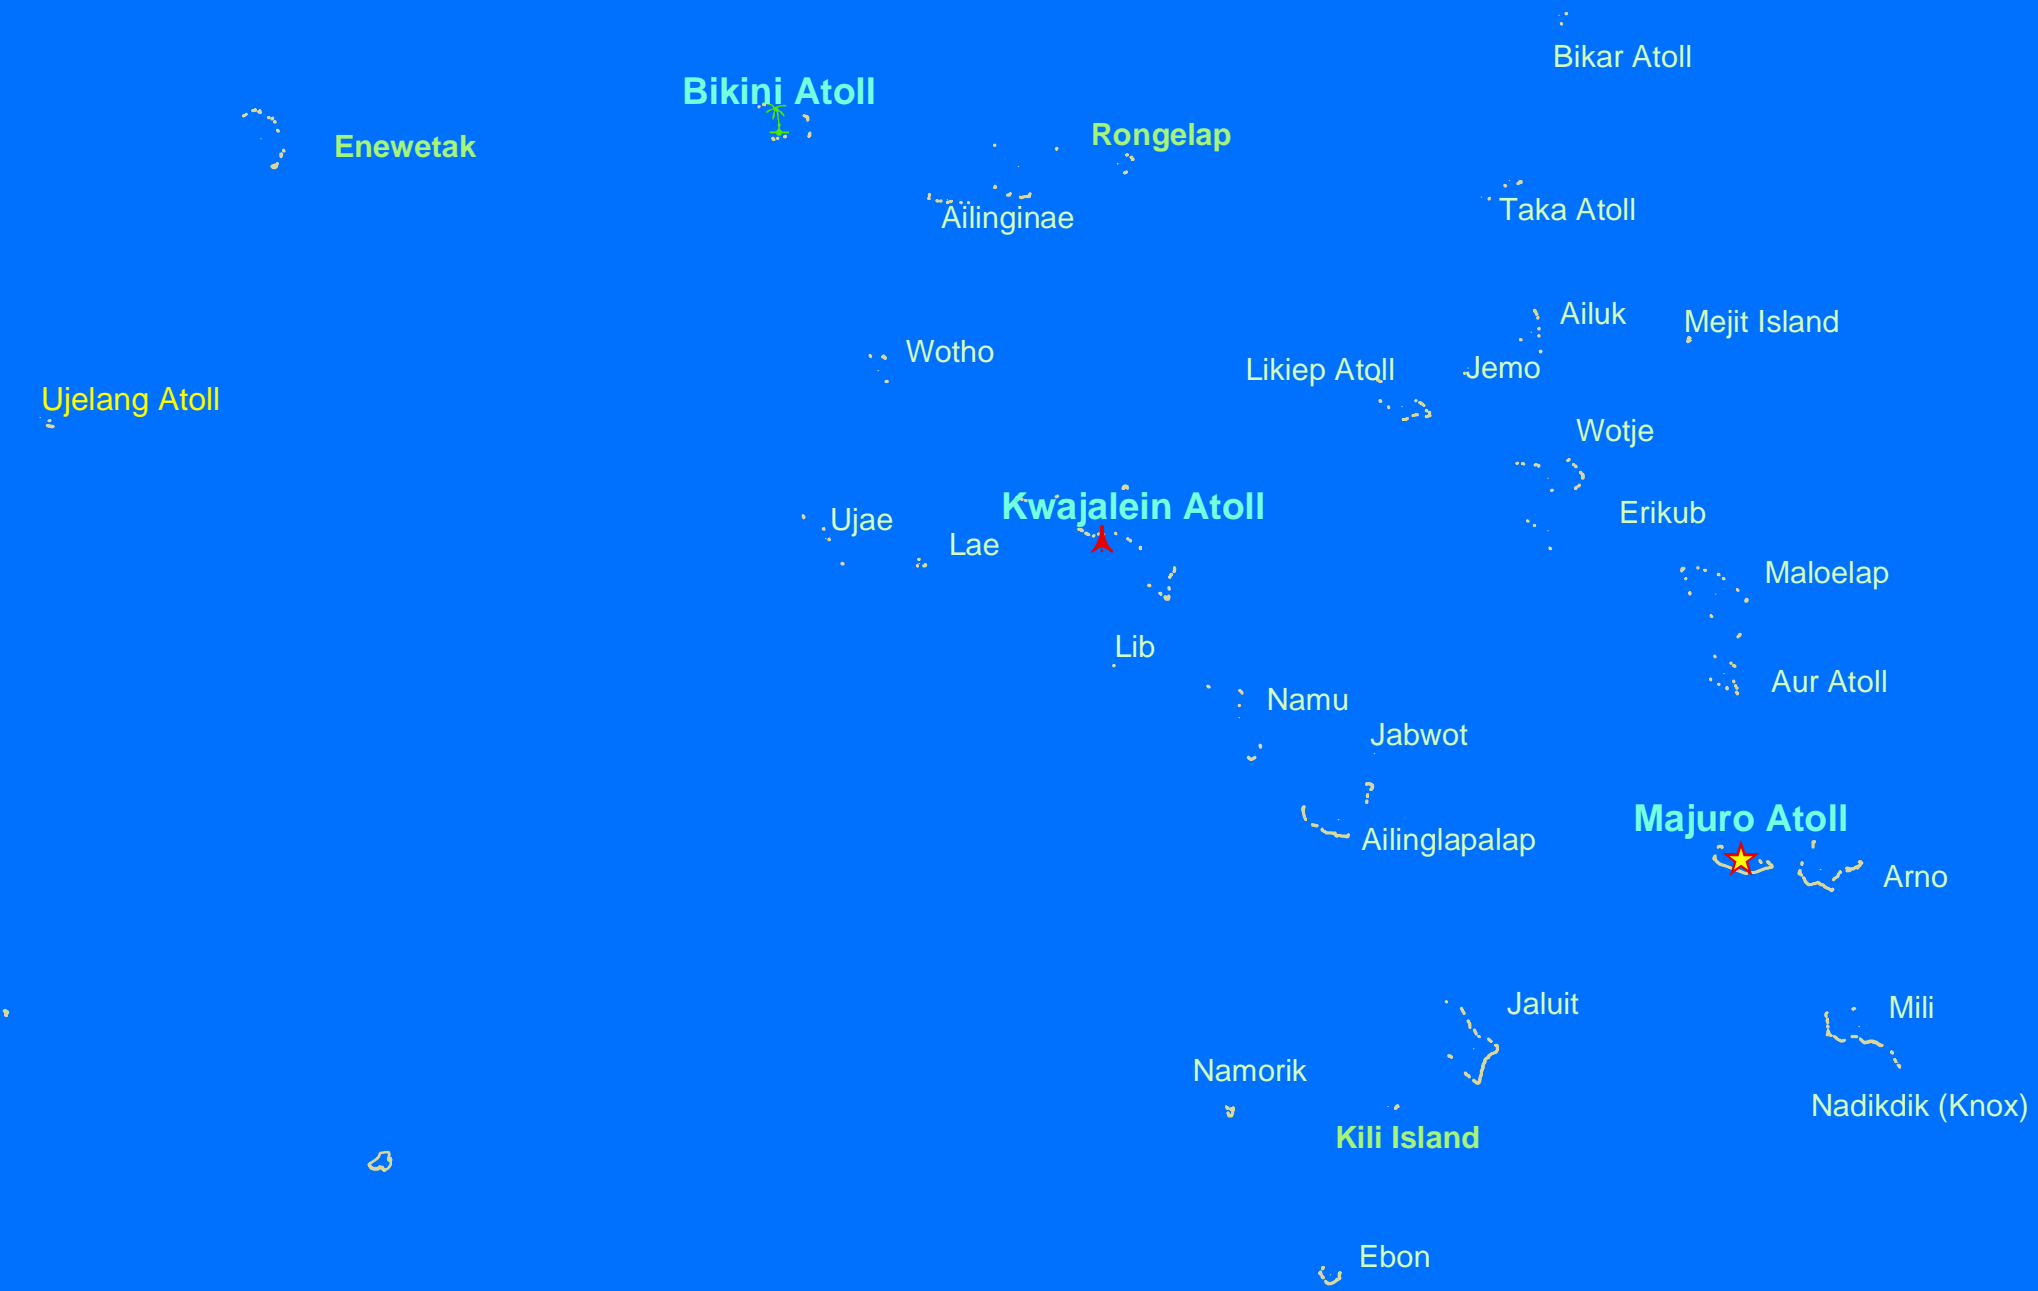 Bikar Atoll
Bikini Atoll
Rongelap
Enewetak
Taka Atoll
Ailinginae
Ailuk
Mejit Island
Wotho
Likiep Atoll
Jemo
Ujelang Atoll
Wotje
Kwajalein Atoll
Erikub
Ujae
Lae
Maloelap
Lib
Aur Atoll
Namu
Jabwot
Majuro Atoll
Ailinglapalap
Arno
Jaluit
Mili
Namorik
Nadikdik (Knox)
Kili Island
Ebon